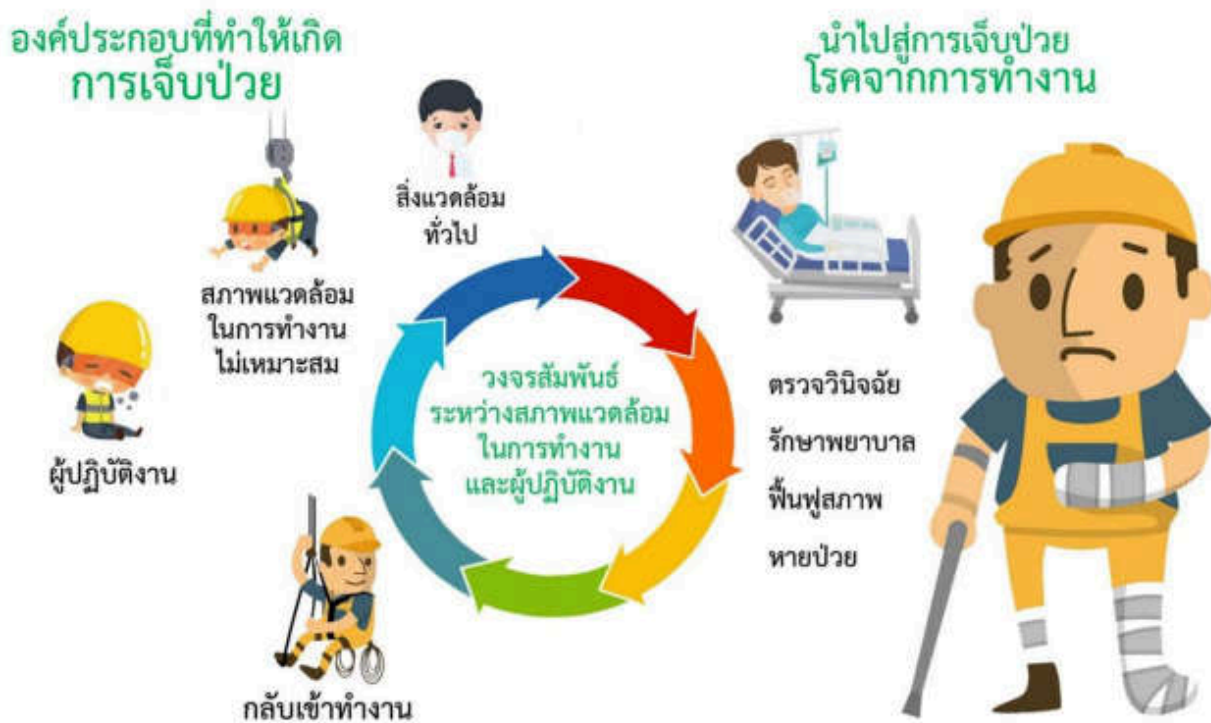 องค์ประกอบที่ทำให้เกิด
การเจ็บป่วย
นำไปสู่การเจ็บป่วย
โรคจากการทำงาน
สิ่งแวดล้อม
ทั่วไป
สภาพแวดล้อม
ในการทำงาน
ไม่เหมาะสม
ผู้ปฏิบัติงาน
กลับเข้าทำงาน
วงจรสัมพันธ์
ระหว่างสภาพแวดล้อม
ในการทำงาน
และผู้ปฏิบัติงาน
ตรวจวินิจฉัย
รักษาพยาบาล
ฟื้นฟูสภาพ
หายป่วย